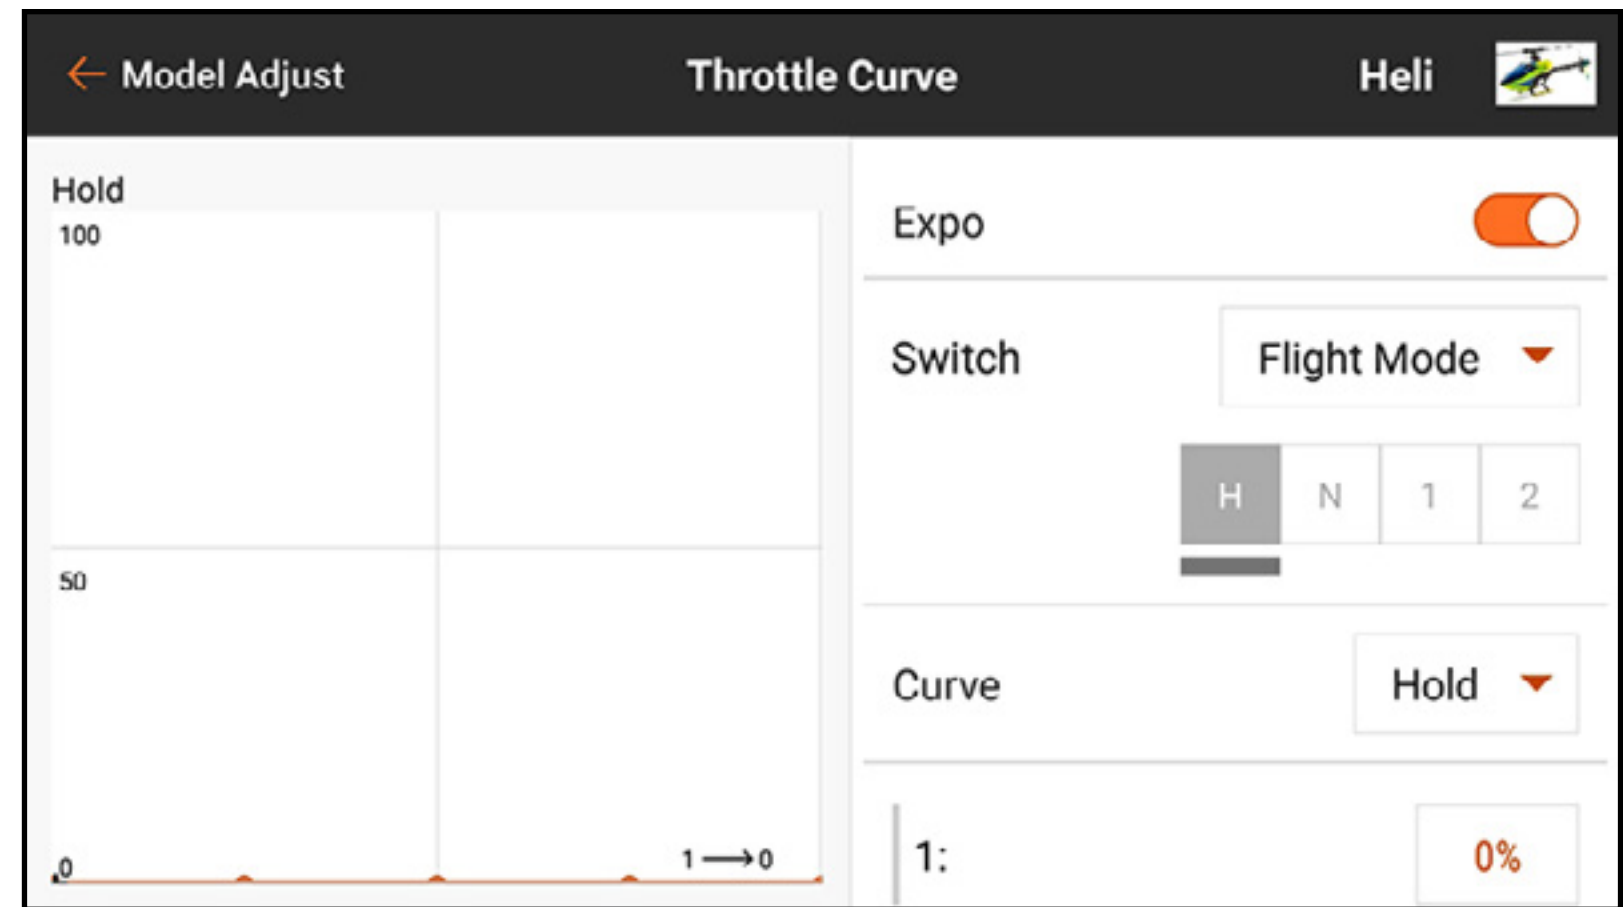 ← Model Adjust Throttle Curve Heli
Hold
100
50
0
1→0
Expo
Switch Flight Mode
H N 1 2
Curve Hold
1: 0%